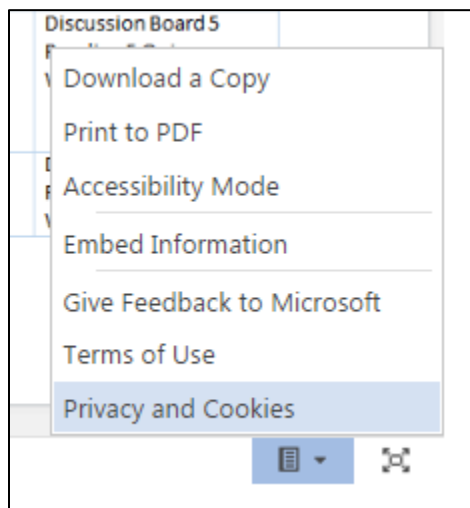 Discussion Board 5
Download a Copy
Print to PDF
Accessibility Mode
Embed Information
Give Feedback to Microsoft
Terms of Use
Privacy and Cookies